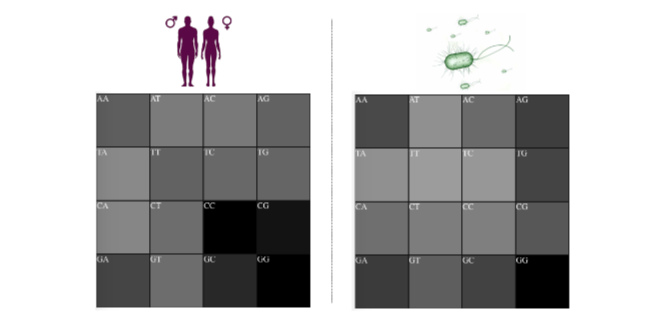 AA AT AC AG
TA TT TC TG
CA CT CC CG
GA GT GC GG
AA AT AC AG
TA TT TC TG
CA CT CC CG
GA GT GC GG